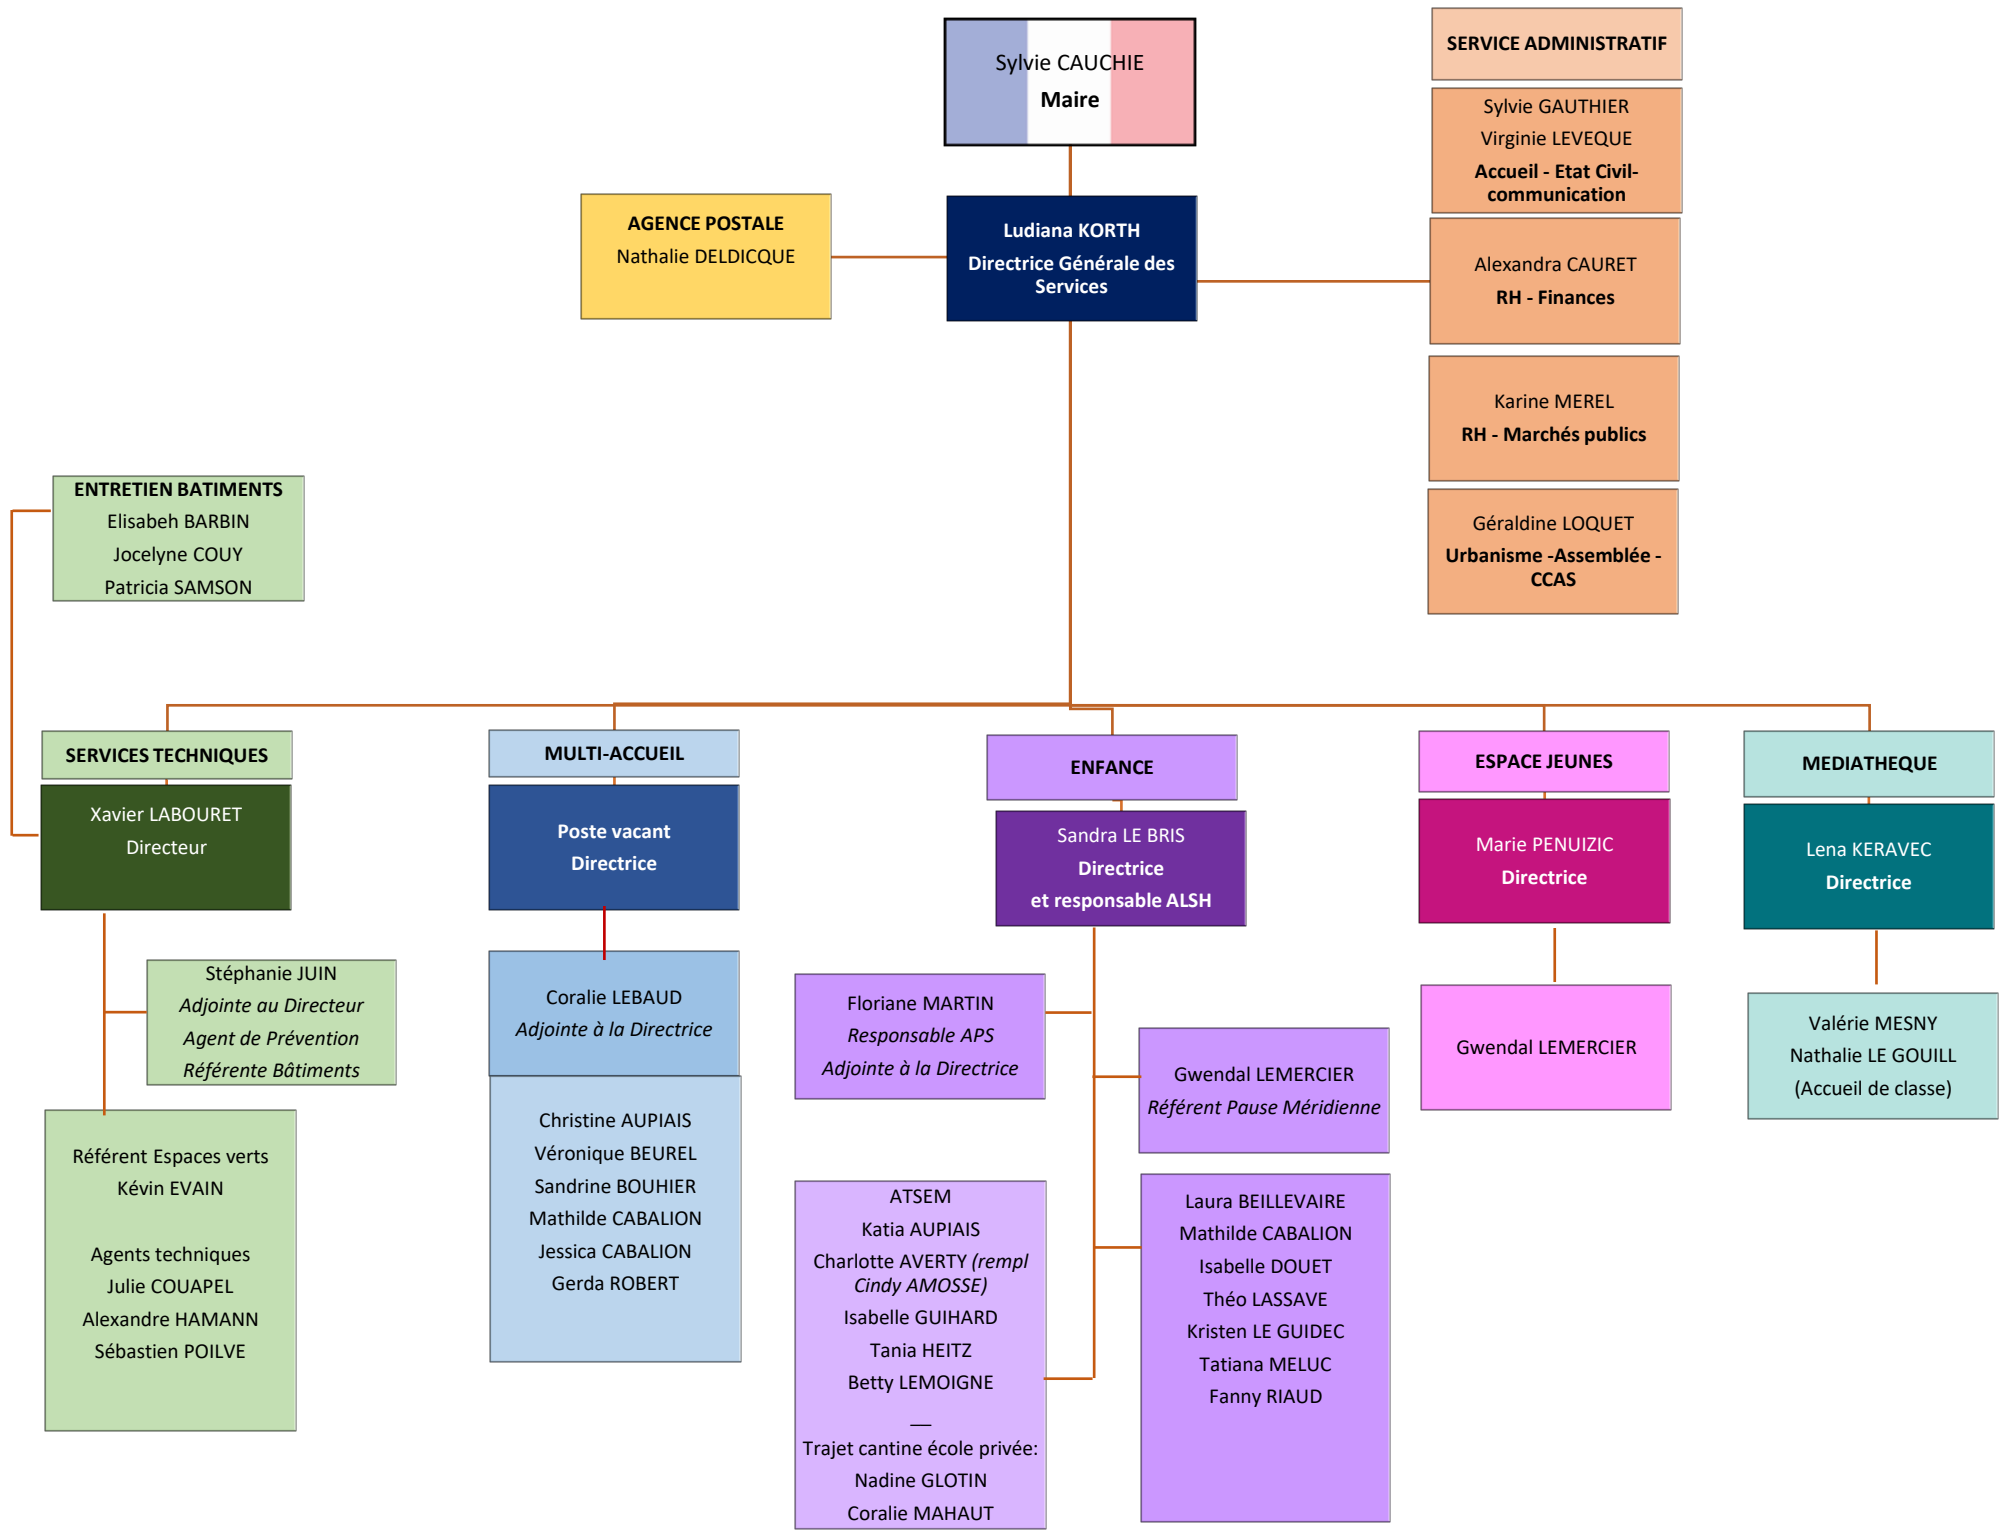 Sylvie CAUCHIE
Maire
SERVICE ADMINISTRATIF
Sylvie GAUTHIER
Virginie LEVEQUE
Accueil - Etat Civil-
communication
AGENCE POSTALE
Nathalie DELDICQUE
Ludiana KORTH
Directrice Générale des
Services
Alexandra CAURET
RH - Finances
Karine MEREL
RH - Marchés publics
Géraldine LOQUET
Urbanisme -Assemblée -
CCAS
ENTRETIEN BATIMENTS
Elisabeh BARBIN
Jocelyne COUY
Patricia SAMSON
SERVICES TECHNIQUES
Xavier LABOURET
Directeur
Stéphanie JUIN
Adjointe au Directeur
Agent de Prévention
Référente Bâtiments
Référent Espaces verts
Kévin EVAIN
Agents techniques
Julie COUAPEL
Alexandre HAMANN
Sébastien POILVE
MULTI-ACCUEIL
Poste vacant
Directrice
Coralie LEBAUD
Adjointe à la Directrice
Christine AUPIAIS
Véronique BEUREL
Sandrine BOUHIER
Mathilde CABALION
Jessica CABALION
Gerda ROBERT
ENFANCE
Sandra LE BRIS
Directrice
et responsable ALSH
Floriane MARTIN
Responsable APS
Adjointe à la Directrice
Gwendal LEMERCIER
Référent Pause Méridienne
ATSEM
Katia AUPIAIS
Charlotte AVERTY (rempl
Cindy AMOSSE)
Isabelle GUIHARD
Tania HEITZ
Betty LEMOIGNE
__
Trajet cantine école privée:
Nadine GLOTIN
Coralie MAHAUT
Laura BEILLEVAIRE
Mathilde CABALION
Isabelle DOUET
Théo LASSAVE
Kristen LE GUIDEC
Tatiana MELUC
Fanny RIAUD
ESPACE JEUNES
Marie PENUIZIC
Directrice
Gwendal LEMERCIER
MEDIATHEQUE
Lena KERAVEC
Directrice
Valérie MESNY
Nathalie LE GOUILL
(Accueil de classe)